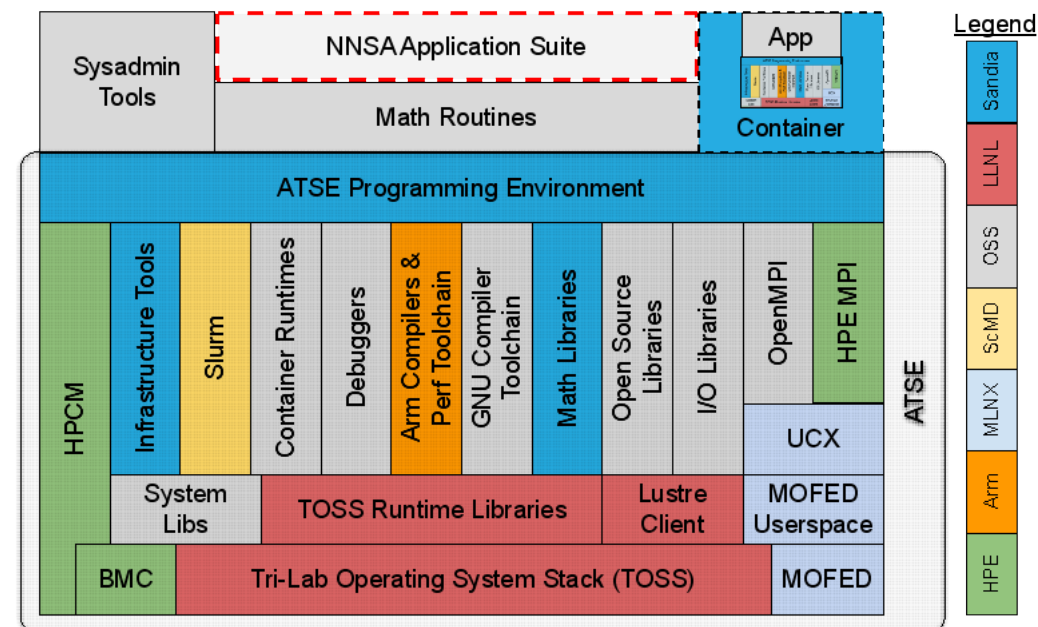 Legend
Sysadmin
Tools
NNSA Application Suite
Math Routines
App
Container
ATSE Programming Environment
HPCM
Infrastructure Tools
Slurm
Container Runtimes
Debuggers
Arm Compilers &
Perf Toolchain
GNU Compiler
Toolchain
Math Libraries
Open Source
Libraries
I/O Libraries
OpenMPI
HPE MPI
UCX
System
Libs
TOSS Runtime Libraries
Lustre
Client
MOFED
Userspace
BMC
Tri-Lab Operating System Stack (TOSS)
MOFED
ATSE
Sandia
LLNL
OSS
ScMD
MLNX
Arm
HPE